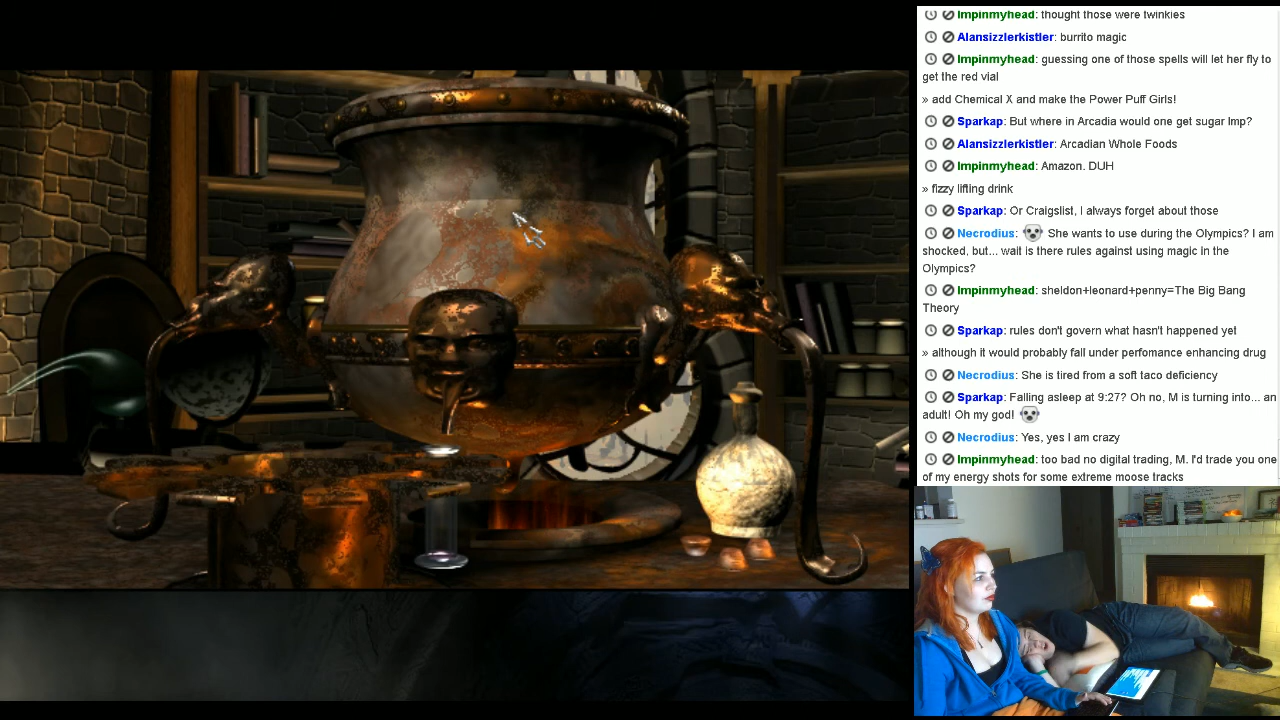 Impinmyhead: thought those were twinkies
Alansizzlerkistler: burrito magic
Impinmyhead: guessing one of those spells will let her fly to
get the red vial
» add Chemical X and make the Power Puff Girls!
Sparkap: But where in Arcadia would one get sugar Imp?
Alansizzlerkistler: Arcadian Whole Foods
Impinmyhead: Amazon. DUH
» fizzy lifting drink
Sparkap: Or Craigslist, I always forget about those
Necrodius: She wants to use during the Olympics? I am
shocked, but... wait is there rules against using magic in the
Olympics?
Impinmyhead: sheldon+leonard+penny=The Big Bang
Theory
Sparkap: rules don't govern what hasn't happened yet
» although it would probably fall under perfomance enhancing drug
Necrodius: She is tired from a soft taco deficiency
Sparkap: Falling asleep at 9:27? Oh no, M is turning into... an
adult! Oh my god!
Necrodius: Yes, yes I am crazy
Impinmyhead: too bad no digital trading, M. I'd trade you one
of my energy shots for some extreme moose tracks